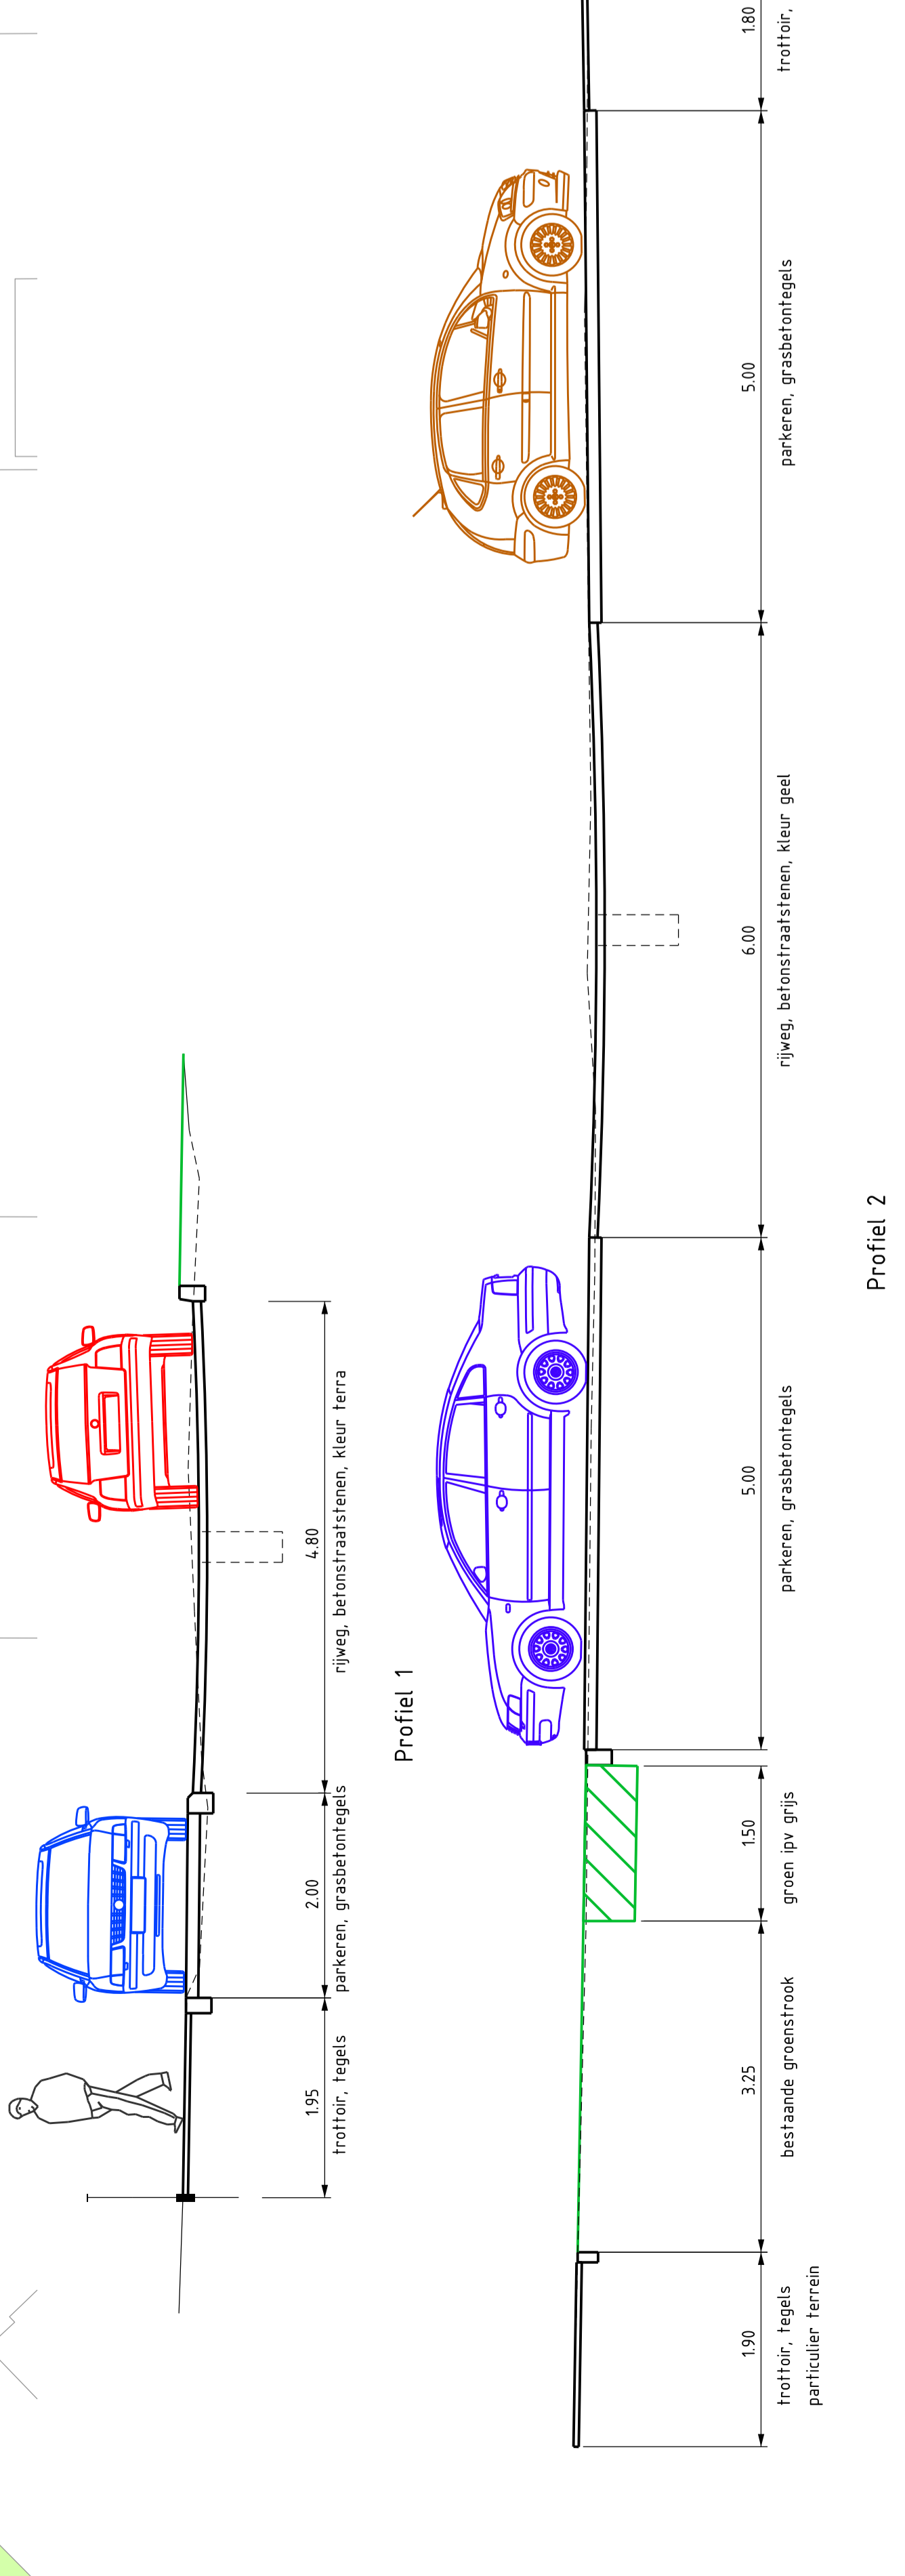 1.95
2.00
4.80
trottoir, tegels
parkeren, grasbetontegels
rijweg, betonstraatstenen, kleur terra
Profiel 1
1.90
3.25
1.50
5.00
6.00
5.00
1.80
trottoir, tegels
particulier terrein
bestaande groenstrook
groen ipv grijs
parkeren, grasbetontegels
rijweg, betonstraatstenen, kleur geel
parkeren, grasbetontegels
trottoir,
Profiel 2